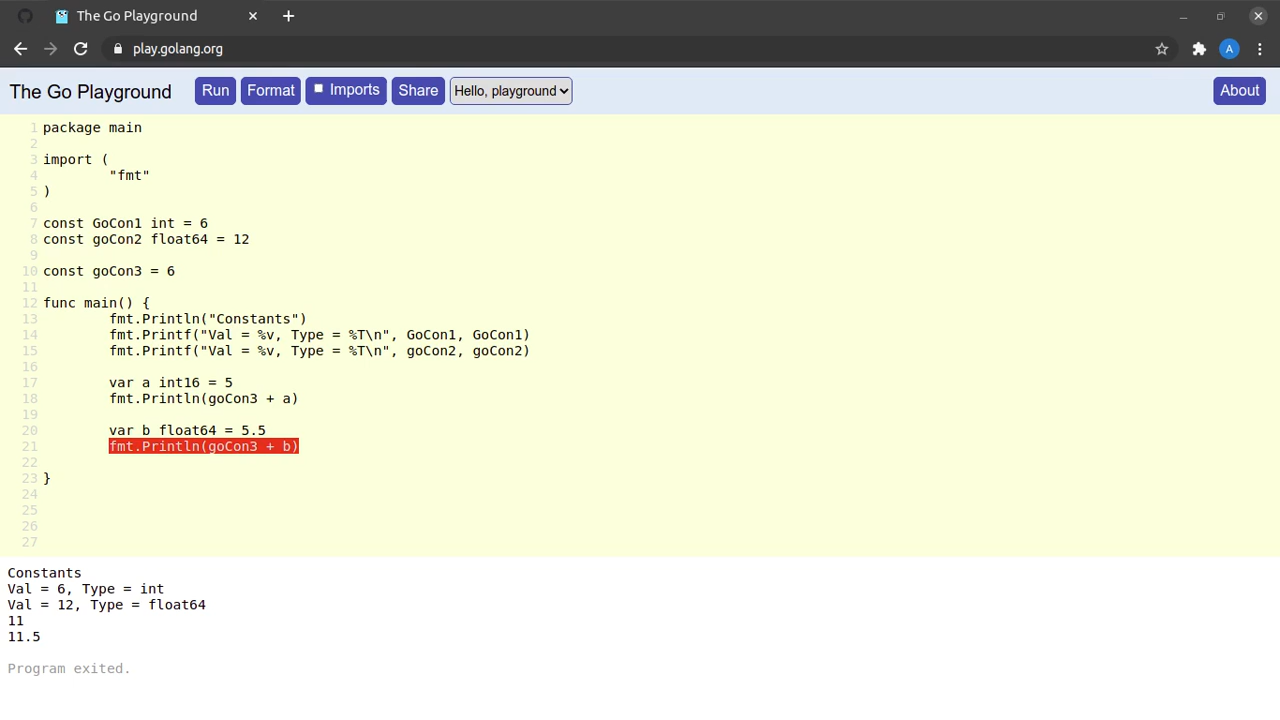 The Go Playground
play.golang.org
A
The Go Playground Run Format Imports Share Hello, playground About
1 package main
2
3 import (
4 "fmt"
5 )
6
7 const GoCon1 int = 6
8 const goCon2 float64 = 12
9
10 const goCon3 = 6
11
12 func main() {
13 fmt.Println("Constants")
14 fmt.Printf("Val = %v, Type = %T\n", GoCon1, GoCon1)
15 fmt.Printf("Val = %v, Type = %T\n", goCon2, goCon2)
16
17 var a int16 = 5
18 fmt.Println(goCon3 + a)
19
20 var b float64 = 5.5
21 fmt.Println(goCon3 + b)
22
23 }
24
25
26
27
Constants
Val = 6, Type = int
Val = 12, Type = float64
11
11.5
Program exited.